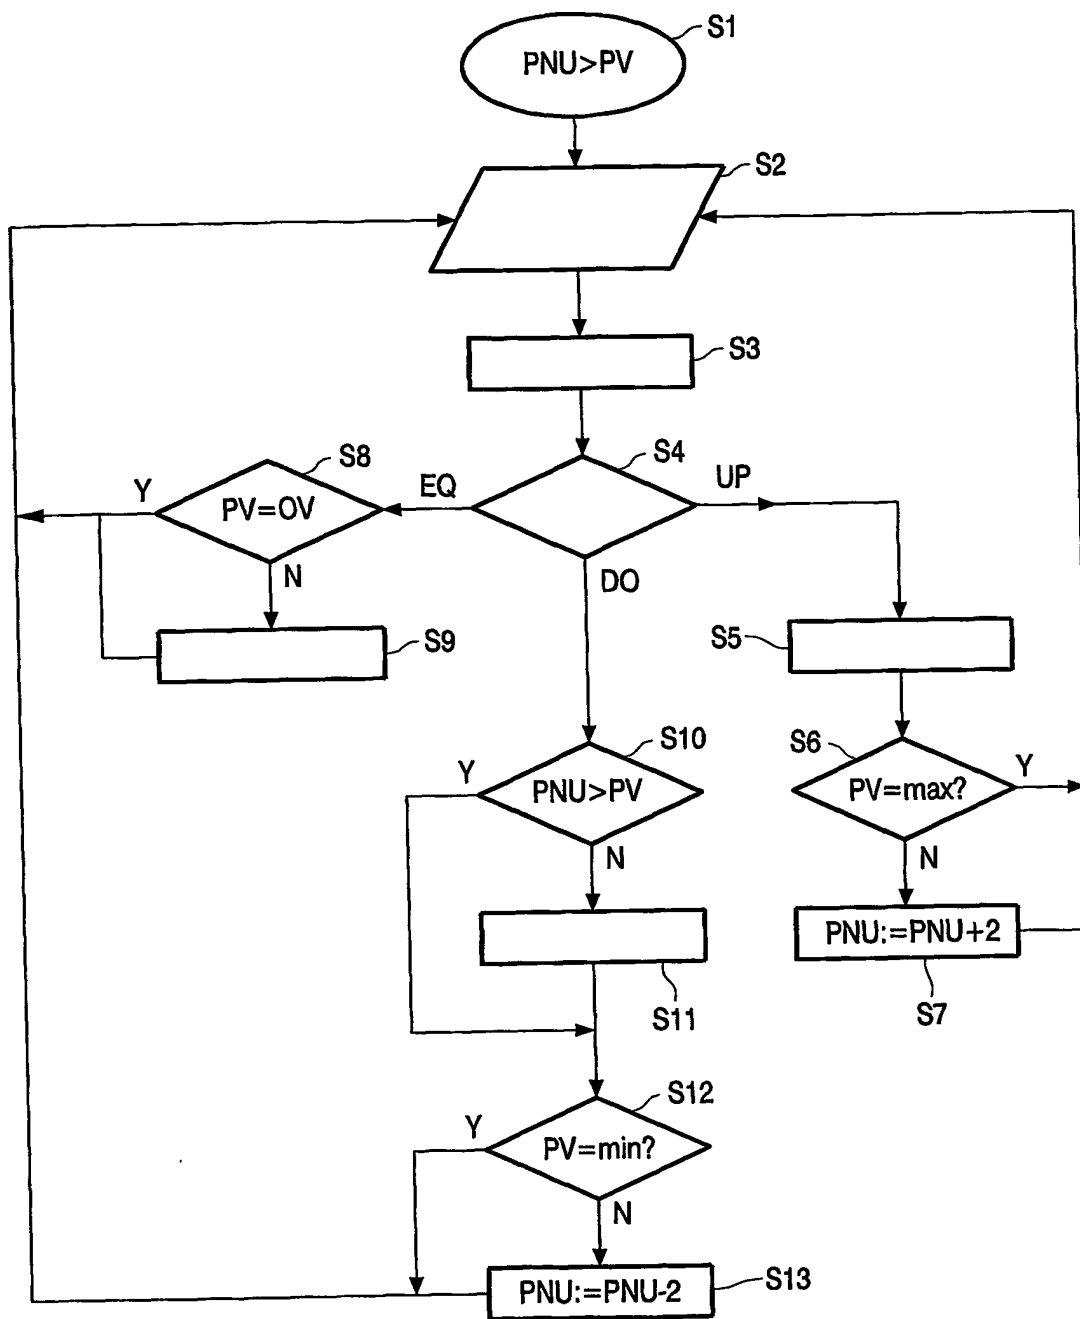 S1
PNU>PV
S2
S3
S8
S4
Y
EQ
UP
PV=OV
N
DO
S5
S9
S10
S6
Y
Y
PNU>PV
PV=max?
N
N
PNU:=PNU+2
S11
S7
S12
Y
PV=min?
N
PNU:=PNU-2
S13